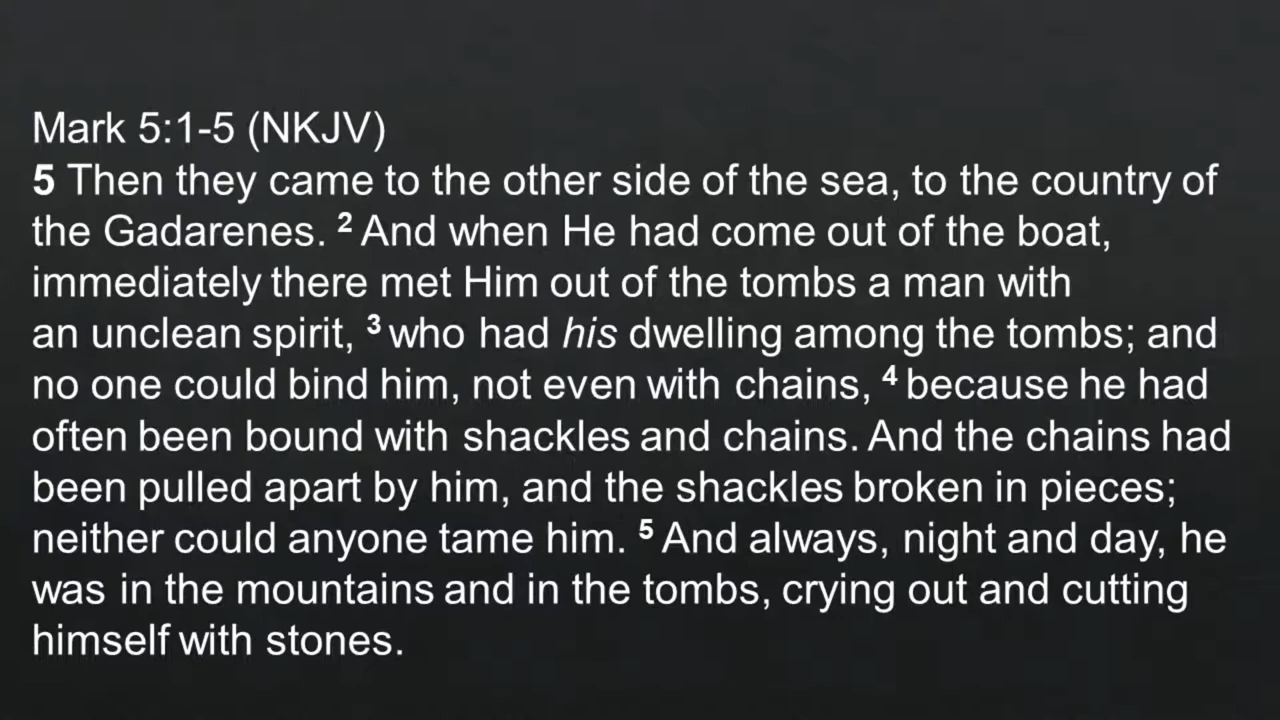 Mark 5:1-5 (NKJV)
5 Then they came to the other side of the sea, to the country of
the Gadarenes. 2 And when He had come out of the boat,
immediately there met Him out of the tombs a man with
an unclean spirit, 3 who had his dwelling among the tombs; and
no one could bind him, not even with chains, 4 because he had
often been bound with shackles and chains. And the chains had
been pulled apart by him, and the shackles broken in pieces;
neither could anyone tame him. 5 And always, night and day, he
was in the mountains and in the tombs, crying out and cutting
himself with stones.